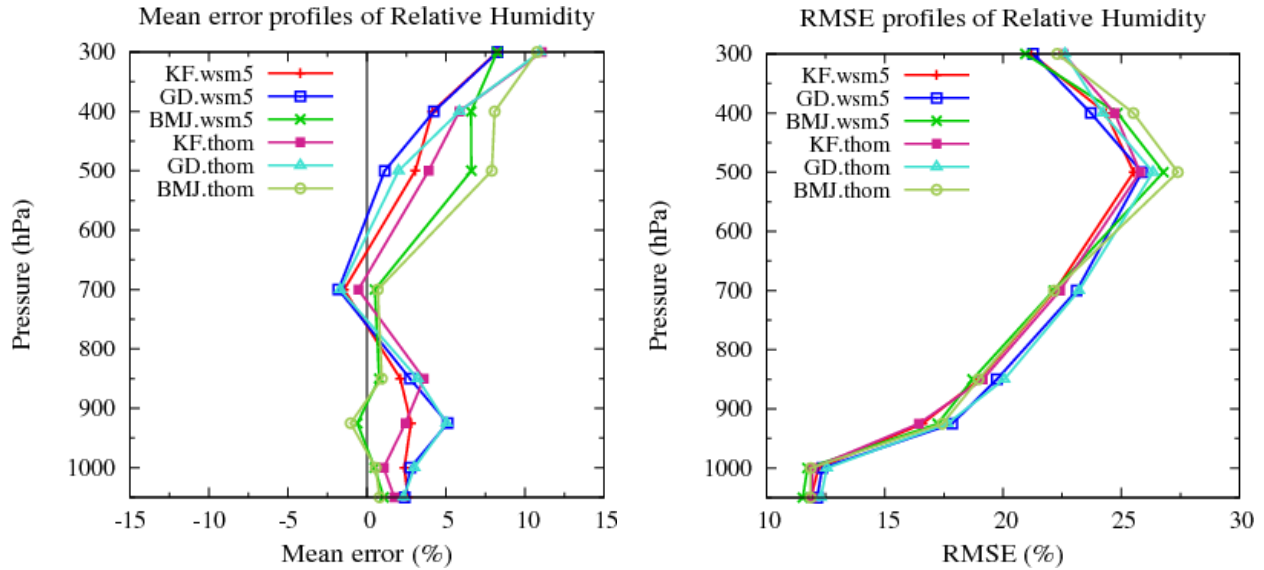 Mean error profiles of Relative Humidity
300
400
500
600
700
800
900
1000
Pressure (hPa)
KF.wsm5
GD.wsm5
BMJ.wsm5
KF.thom
GD.thom
BMJ.thom
-15
-10
-5
0
5
10
15
Mean error (%)
RMSE profiles of Relative Humidity
300
400
500
600
700
800
900
1000
Pressure (hPa)
KF.wsm5
GD.wsm5
BMJ.wsm5
KF.thom
GD.thom
BMJ.thom
10
15
20
25
30
RMSE (%)